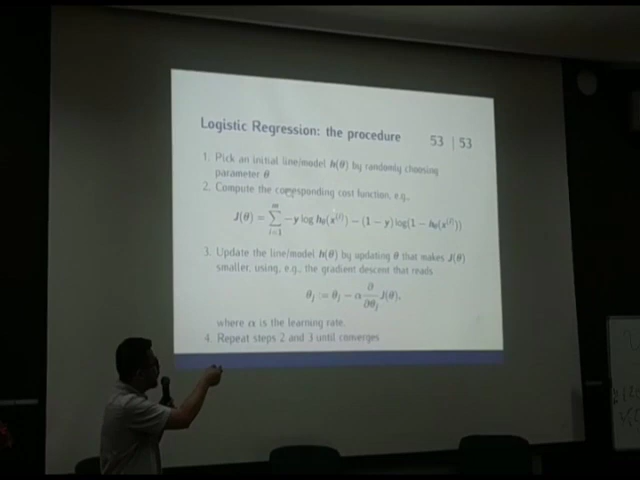 Logistic Regression: the procedure 53 | 53
1. Pick an initial line/model h(θ) by randomly choosing
parameter θ
2. Compute the corresponding cost function, e.g.,
J(θ) = ∑_{i=1}^{m} −y log h_θ(x^{(i)}) − (1 − y) log(1 − h_θ(x^{(i)}))
3. Update the line/model h(θ) by updating θ that makes J(θ)
smaller, using, e.g., the gradient descent that reads
θ_j := θ_j − α ∂/∂θ_j J(θ),
where α is the learning rate.
4. Repeat steps 2 and 3 until converges